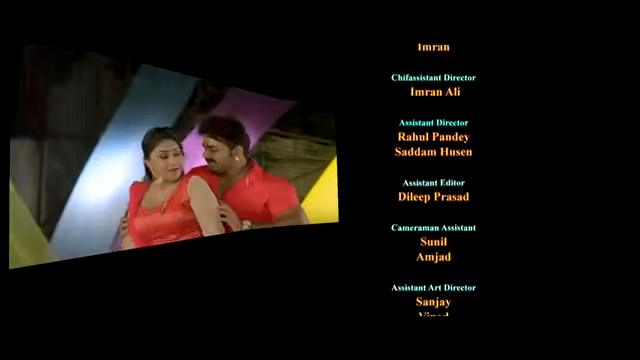 Imran
Chifassistant Director
Imran Ali
Assistant Director
Rahul Pandey
Saddam Husen
Assistant Editor
Dileep Prasad
Cameraman Assistant
Sunil
Amjad
Assistant Art Director
Sanjay